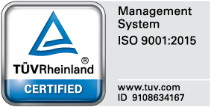 TÜVRheinland
CERTIFIED
Management
System
ISO 9001:2015
www.tuv.com
ID 9108634167